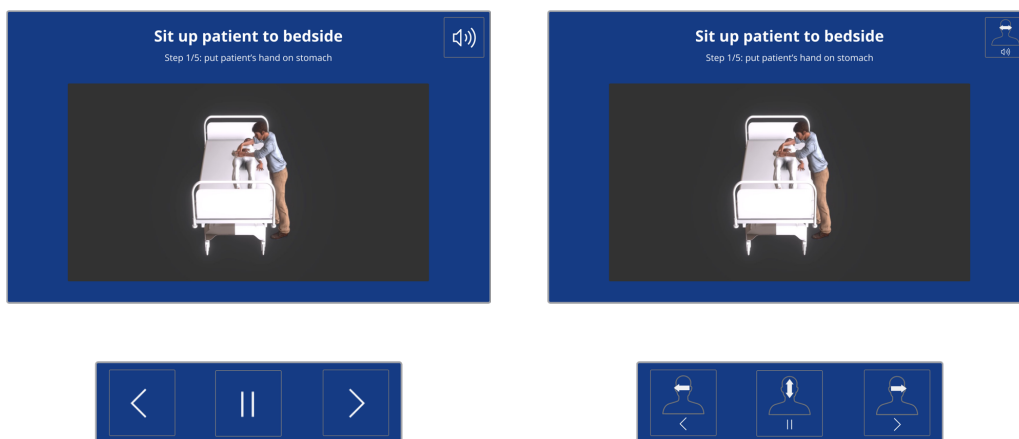 Sit up patient to bedside
Step 1/5: put patient's hand on stomach
Sit up patient to bedside
Step 1/5: put patient's hand on stomach